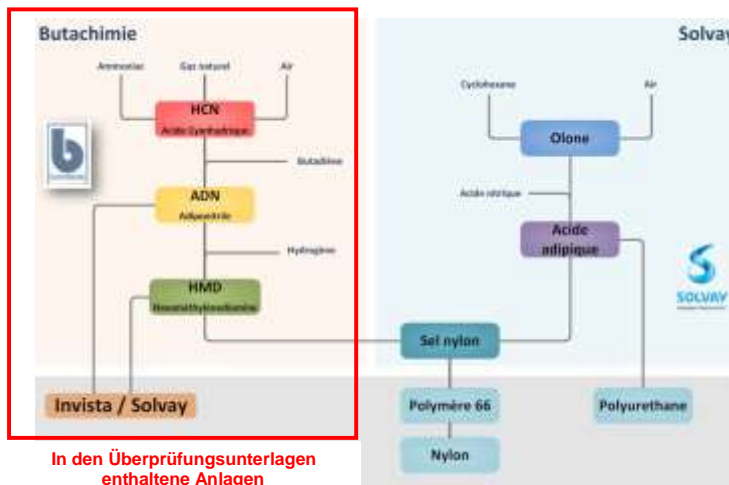 Butachimie
Solvay
Ammoniac
Gaz naturel
Air
Cyclohexane
Air
HCN
Acide Cyanhydrique
Olone
b
Butadiène
ADN
Adiponitrile
Acide nitrique
Acide
adipique
Hydrogène
HMD
Hexaméthylènediamine
SOLVAY
Sel nylon
Invista / Solvay
Polymère 66
Polyurethane
Nylon
In den Überprüfungsunterlagen
enthaltene Anlagen